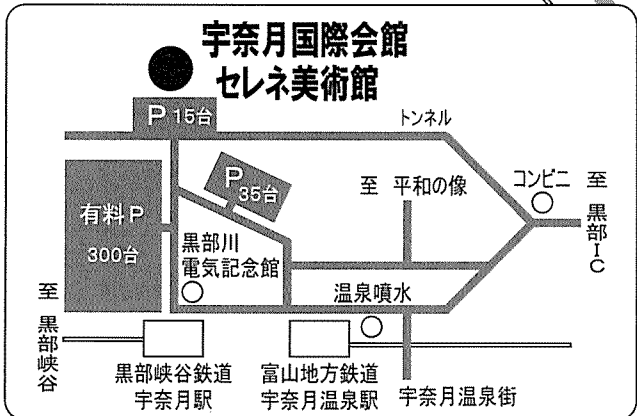 宇奈月国際会館
セレネ美術館
P 15台
トンネル
P
35台
至 平和の像
コンビニ
至 黒部IC
有料P
300台
黒部川
電気記念館
温泉噴水
至 黒部峡谷
黒部峡谷鉄道
宇奈月駅
富山地方鉄道
宇奈月温泉駅
宇奈月温泉街